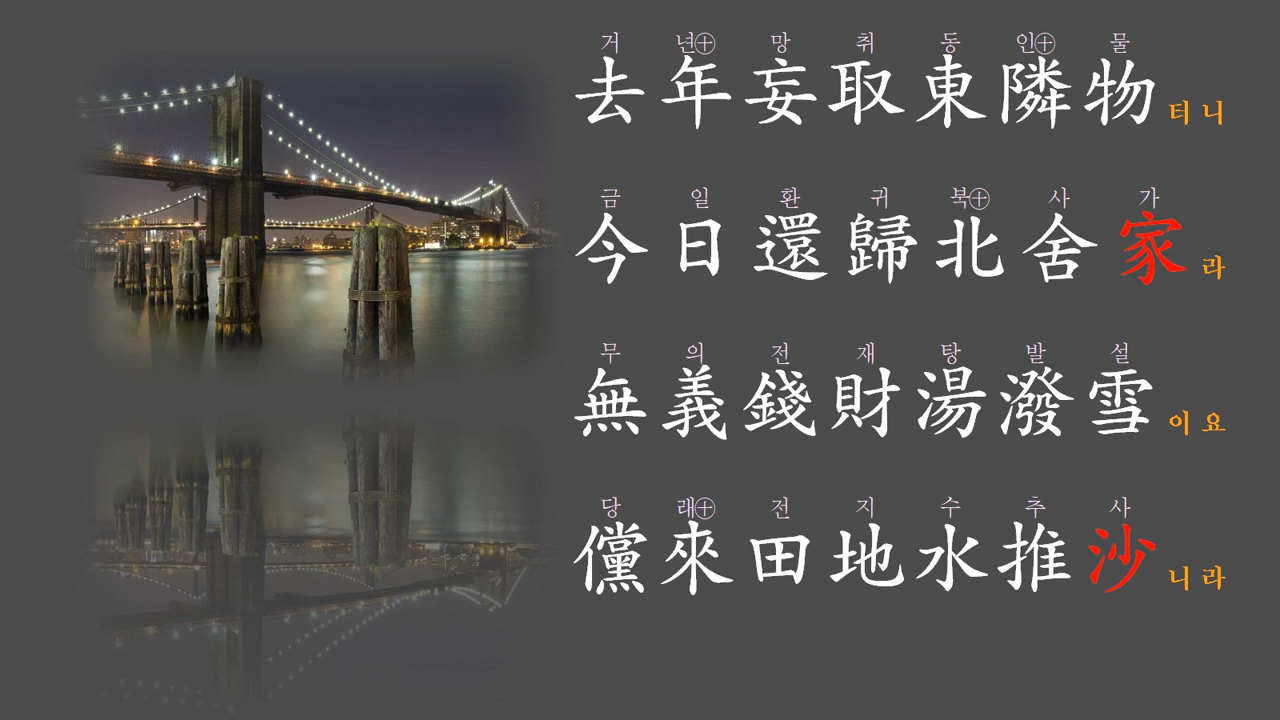 거 년㊉ 망 취 동 인㊉ 물
去年妄取東隣物 티니
금 일 환 귀 북㊉ 사 가
今日還歸北舍家 라
무 의 전 재 탕 발 설
無義錢財湯潑雪 이요
당 래㊉ 전 지 수 추 사
儻來田地水推沙 니라